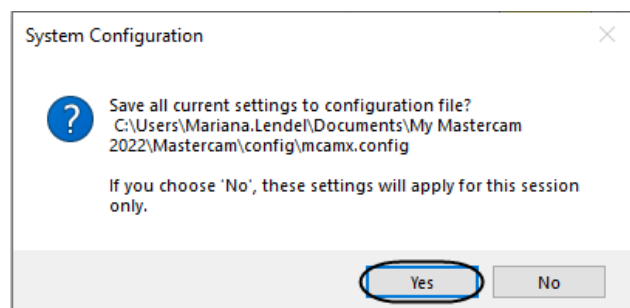 System Configuration
Save all current settings to configuration file?
C:\Users\Mariana.Lendel\Documents\My Mastercam
2022\Mastercam\config\mcamx.config
If you choose 'No', these settings will apply for this session
only.
Yes
No